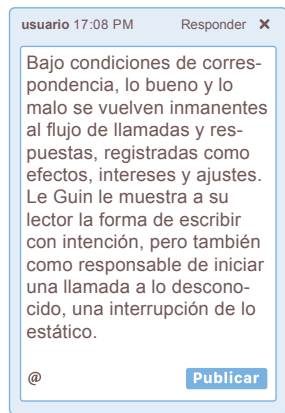 usuario 17:08 PM Responder ×
Bajo condiciones de corres-
pondencia, lo bueno y lo
malo se vuelven inmanentes
al flujo de llamadas y res-
puestas, registradas como
efectos, intereses y ajustes.
Le Guin le muestra a su
lector la forma de escribir
con intención, pero también
como responsable de iniciar
una llamada a lo descono-
cido, una interrupción de lo
estático.
@ Publicar